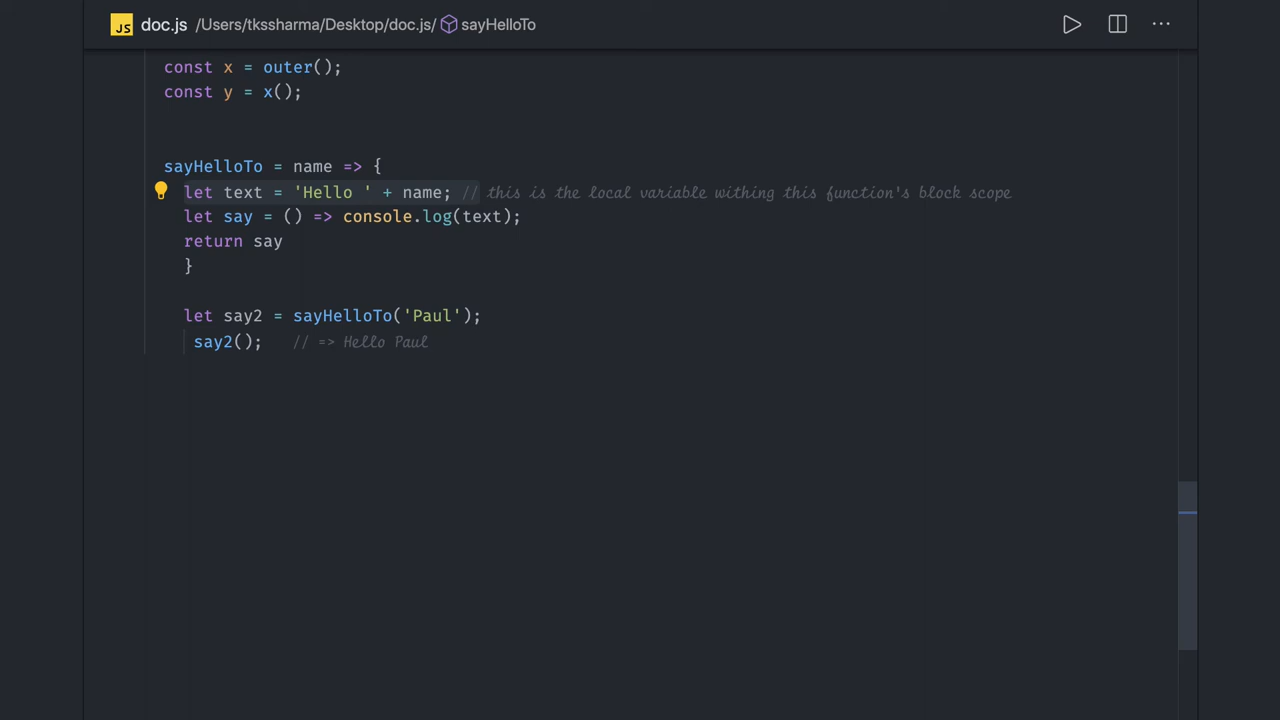 JS doc.js /Users/tkssharma/Desktop/doc.js/ sayHelloTo ...
const x = outer();
const y = x();
sayHelloTo = name => {
let text = 'Hello ' + name; // this is the local variable withing this function's block scope
let say = () => console.log(text);
return say
}
let say2 = sayHelloTo('Paul');
say2(); // => Hello Paul